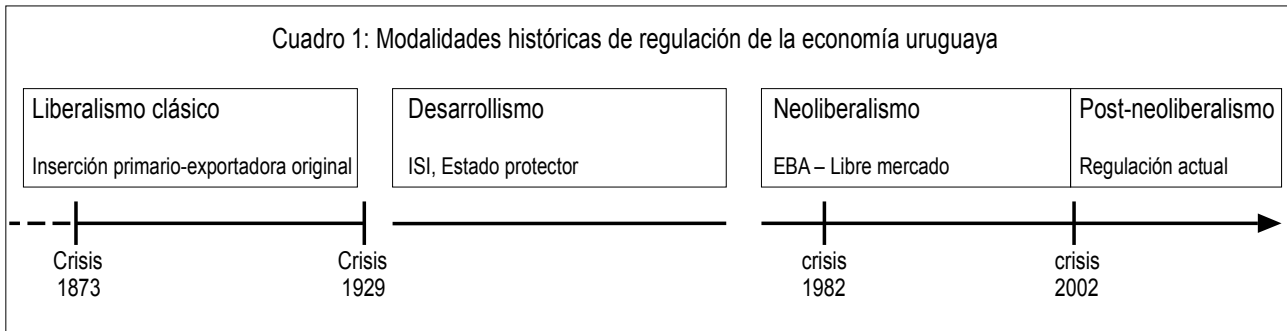 Cuadro 1: Modalidades históricas de regulación de la economía uruguaya
Liberalismo clásico
Inserción primario-exportadora original
Desarrollismo
ISI, Estado protector
Neoliberalismo
EBA – Libre mercado
Post-neoliberalismo
Regulación actual
Crisis
1873
Crisis
1929
crisis
1982
crisis
2002